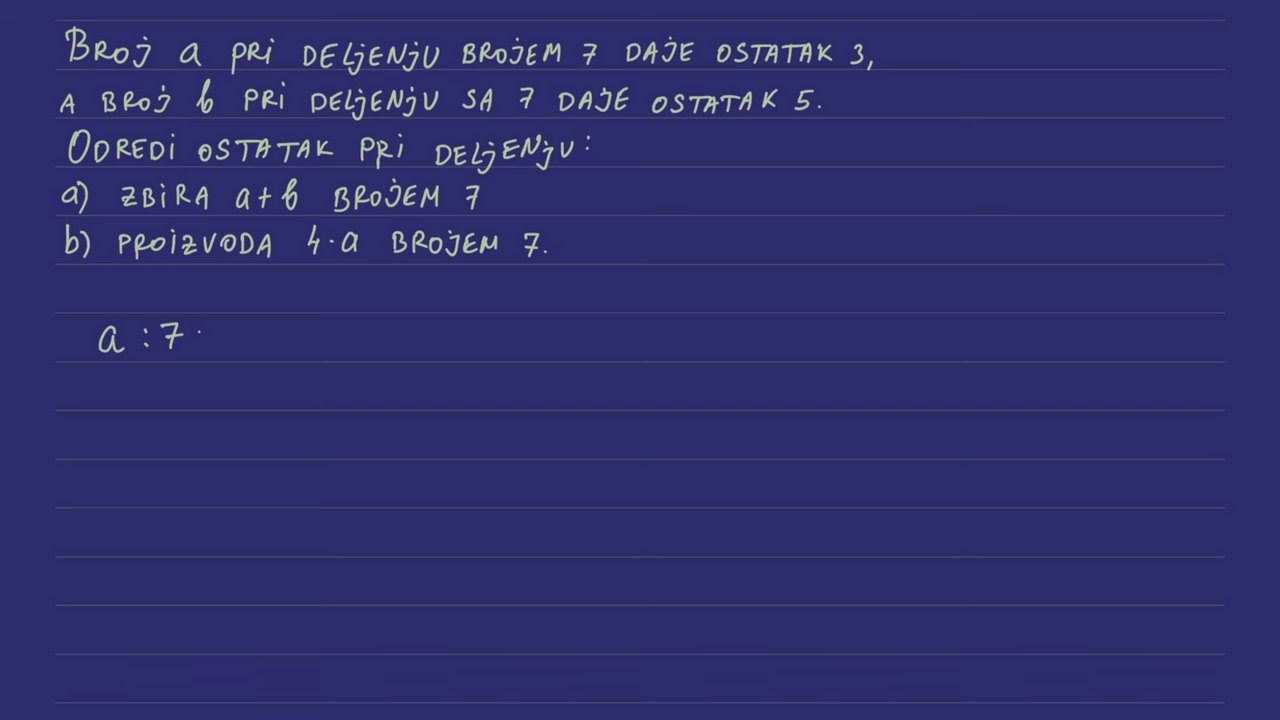 BROJ a PRI DELJENJU BROJEM 7 DAJE OSTATAK 3,
A BROJ b PRI DELJENJU SA 7 DAJE OSTATAK 5.
ODREDI OSTATAK PRI DELJENJU:
a) ZBIRA a+b BROJEM 7
b) PROIZVODA 4·a BROJEM 7.
a :7